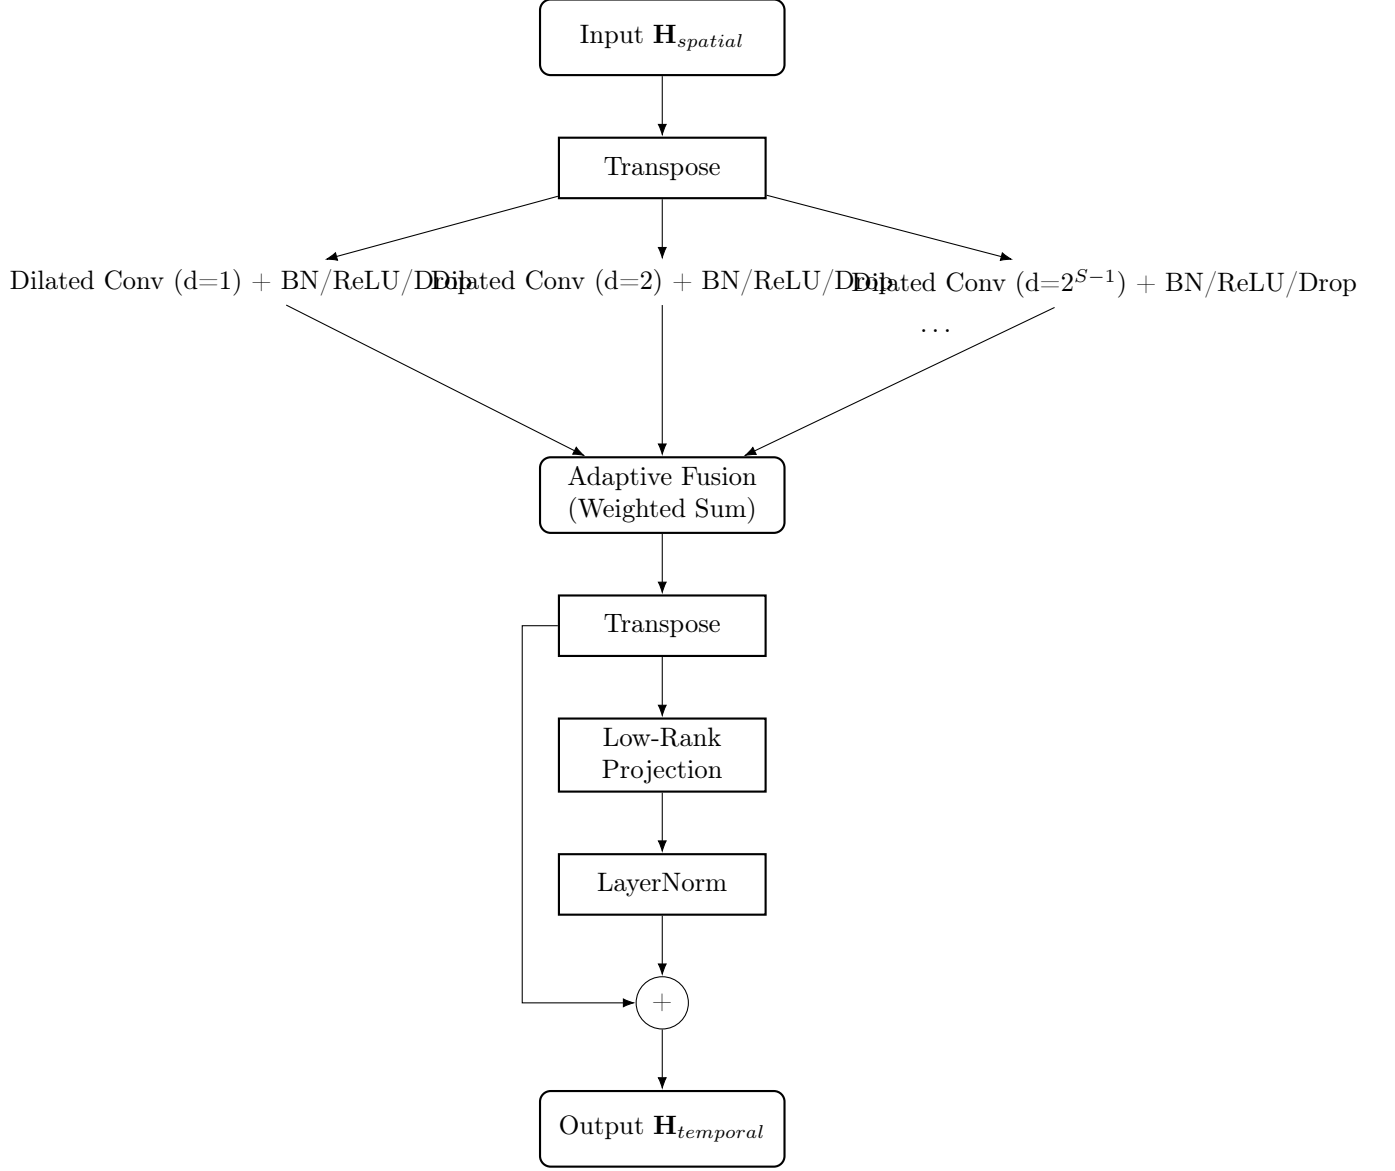 Input H_spatial
Transpose
Dilated Conv (d=1) + BN/ReLU/Drop
Dilated Conv (d=2) + BN/ReLU/Drop
Dilated Conv (d=2^{S−1}) + BN/ReLU/Drop
...
Adaptive Fusion
(Weighted Sum)
Transpose
Low-Rank
Projection
LayerNorm
+
Output H_temporal